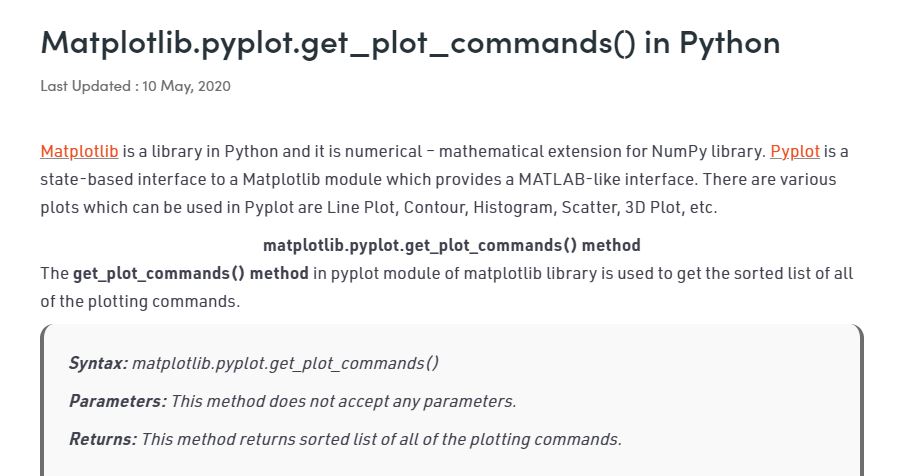 Matplotlib.pyplot.get_plot_commands() in Python
Last Updated : 10 May, 2020
Matplotlib is a library in Python and it is numerical – mathematical extension for NumPy library. Pyplot is a
state-based interface to a Matplotlib module which provides a MATLAB-like interface. There are various
plots which can be used in Pyplot are Line Plot, Contour, Histogram, Scatter, 3D Plot, etc.
matplotlib.pyplot.get_plot_commands() method
The get_plot_commands() method in pyplot module of matplotlib library is used to get the sorted list of all
of the plotting commands.
Syntax: matplotlib.pyplot.get_plot_commands()
Parameters: This method does not accept any parameters.
Returns: This method returns sorted list of all of the plotting commands.